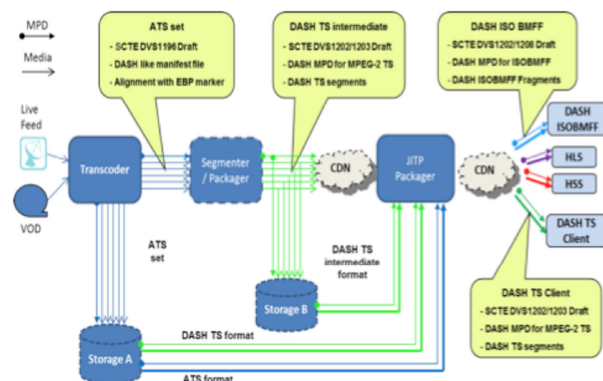 MPD
Media
ATS set
- SCTE DVS1196 Draft
- DASH like manifest file
- Alignment with EBP marker
DASH TS intermediate
- SCTE DVS1202/1203 Draft
- DASH MPD for MPEG-2 TS
- DASH TS segments
DASH ISO BMFF
- SCTE DVS1202/1208 Draft
- DASH MPD for ISOBMFF
- DASH ISOBMFF Fragments
Live
Feed
VOD
Transcoder
Segmenter
/ Packager
CDN
JITP
Packager
CDN
DASH
ISOBMFF
HLS
HSS
DASH TS
Client
ATS
set
DASH TS
intermediate
format
Storage B
DASH TS Client
- SCTE DVS1202/1203 Draft
- DASH MPD for MPEG-2 TS
- DASH TS segments
Storage A
DASH TS format
ATS format